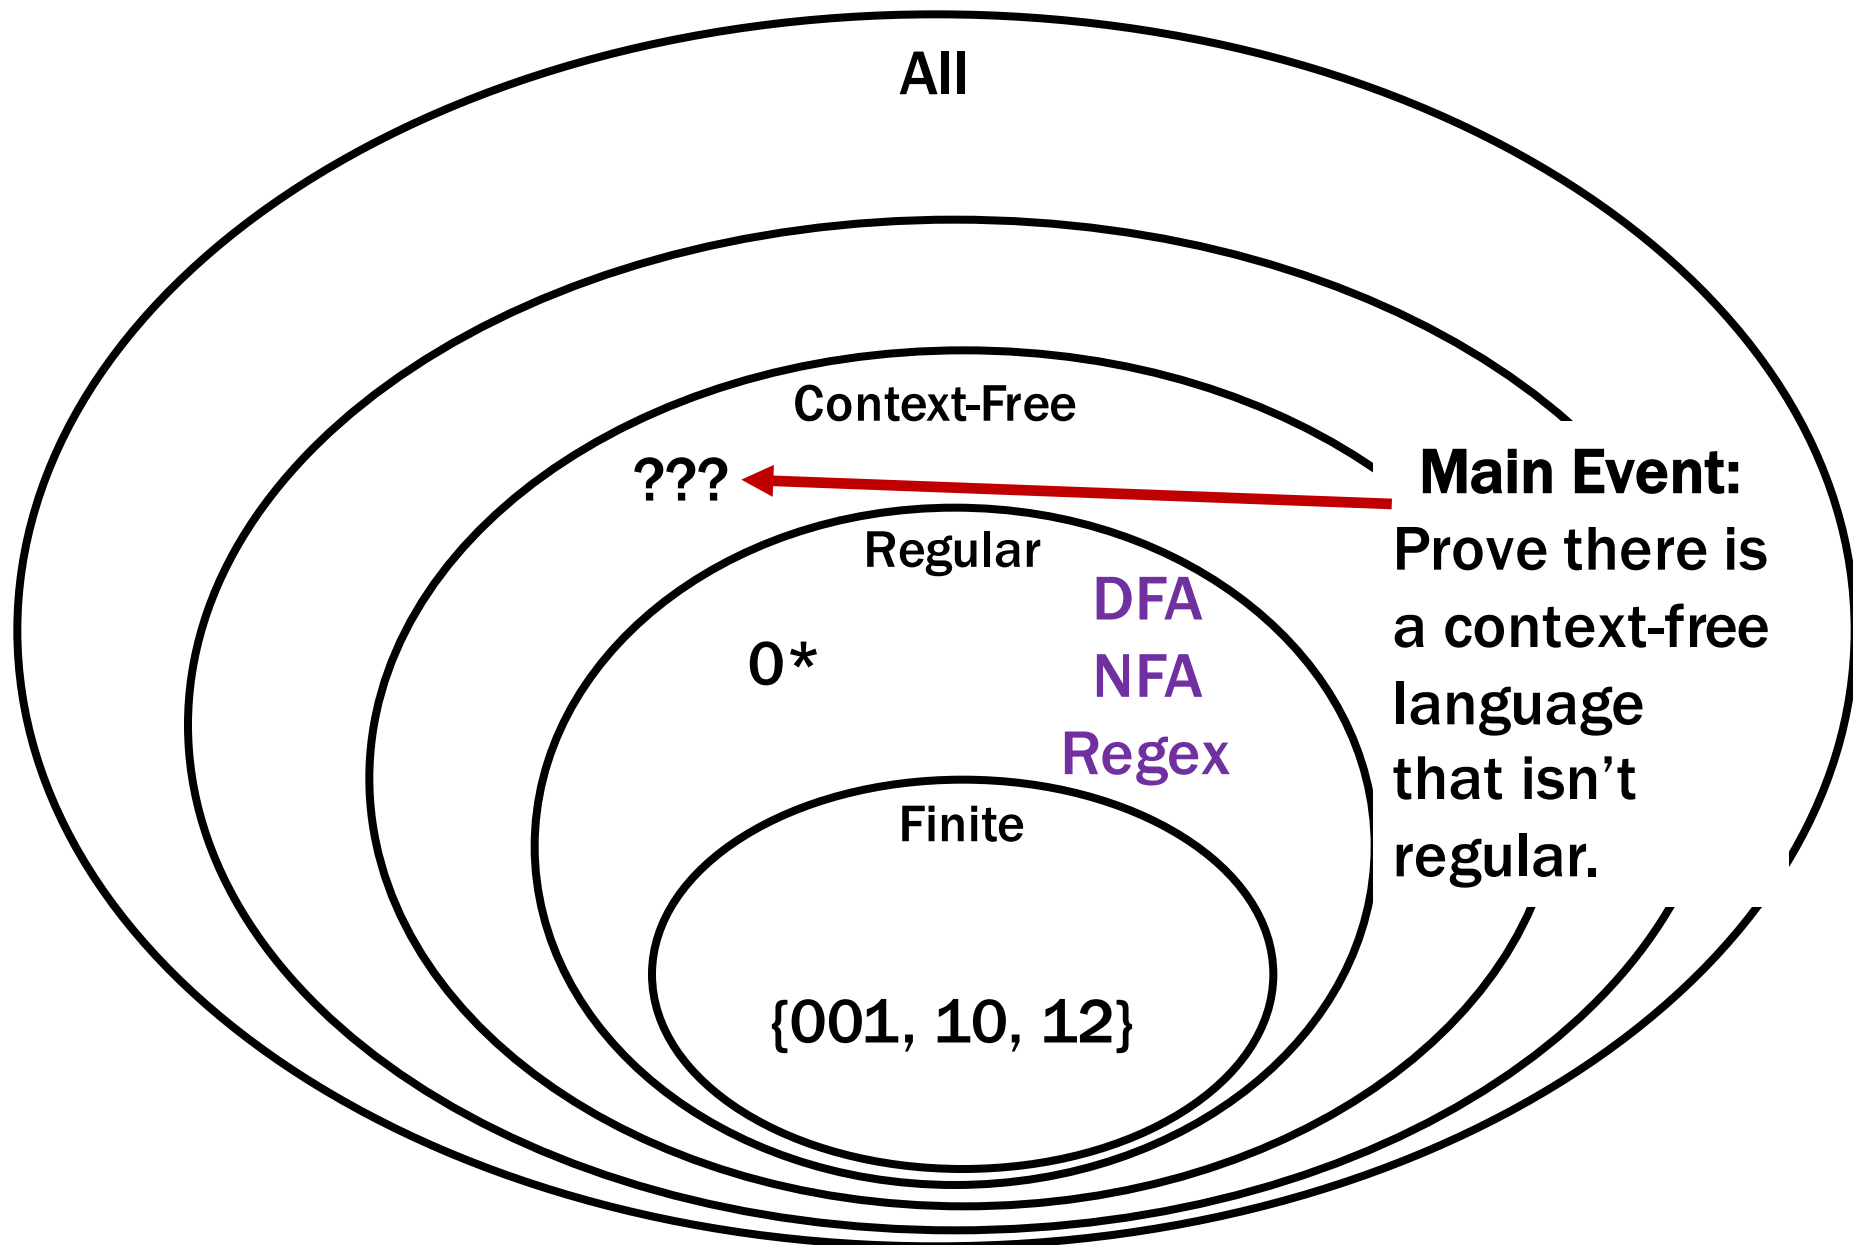 All
Context-Free
???
Main Event:
Prove there is
a context-free
language
that isn’t
regular.
Regular
DFA
0*
NFA
Regex
Finite
{001, 10, 12}